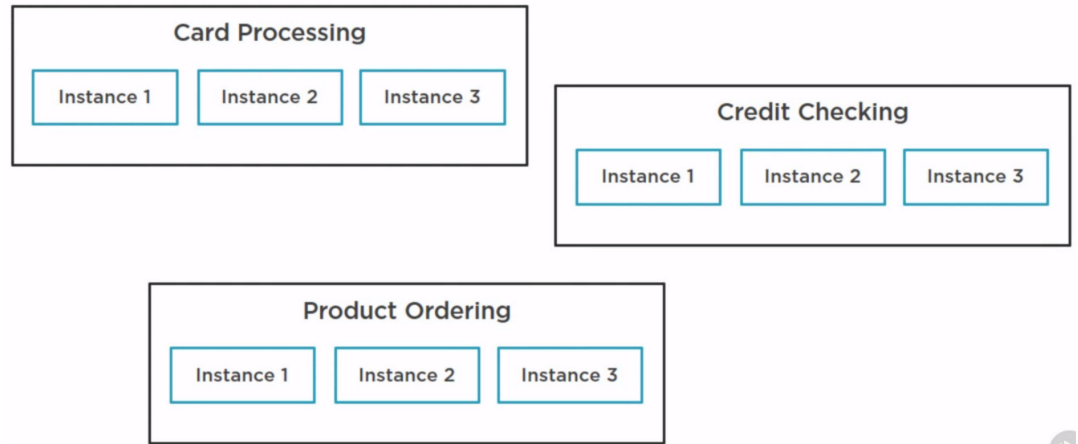 Card Processing
Instance 1 Instance 2 Instance 3
Credit Checking
Instance 1 Instance 2 Instance 3
Product Ordering
Instance 1 Instance 2 Instance 3